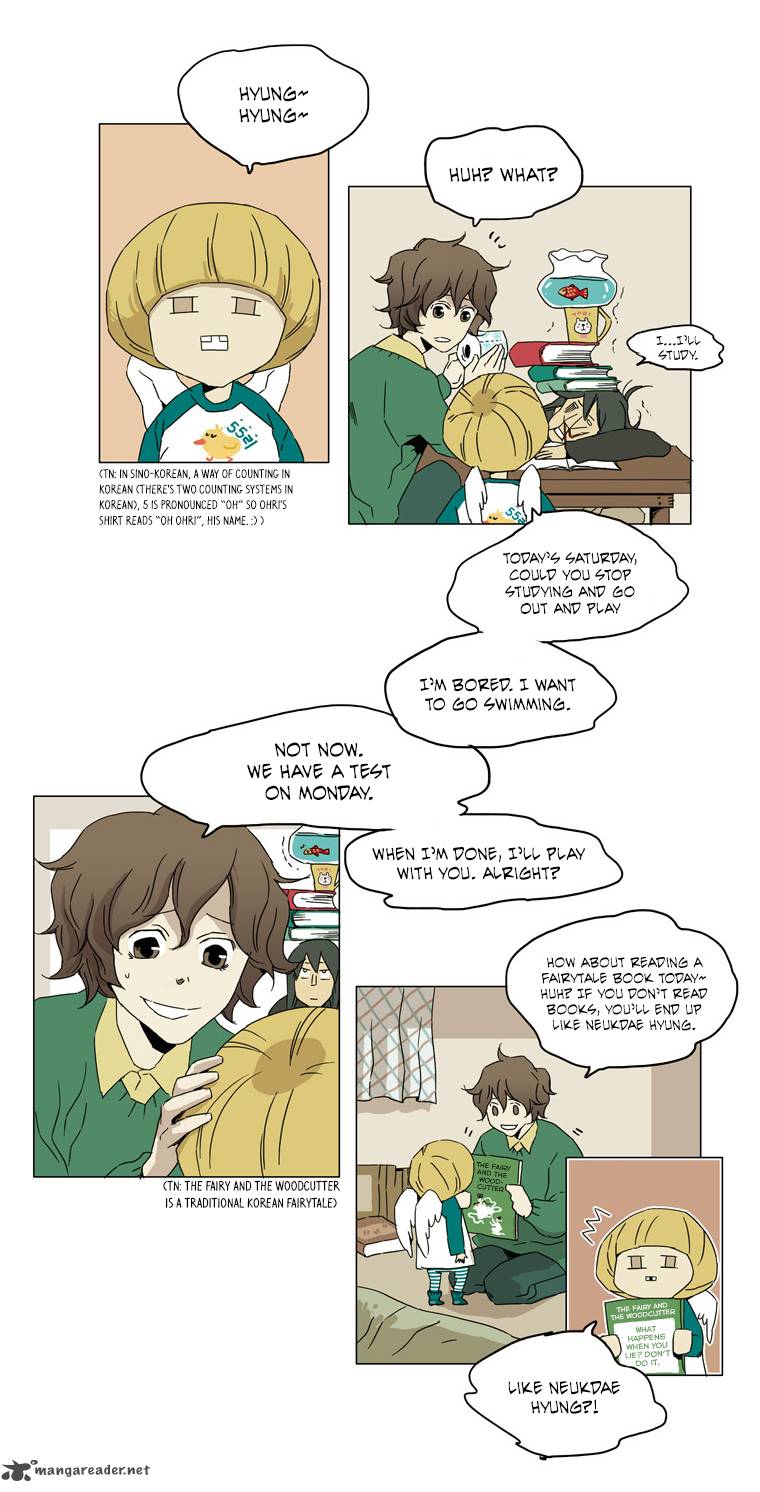 HYUNG~
HYUNG~
HUH? WHAT?
I...I'LL
STUDY.
55리
(TN: IN SINO-KOREAN, A WAY OF COUNTING IN
KOREAN (THERE'S TWO COUNTING SYSTEMS IN
KOREAN), 5 IS PRONOUNCED "OH" SO OHRI'S
SHIRT READS "OH OHRI", HIS NAME. :) )
55리
TODAY'S SATURDAY,
COULD YOU STOP
STUDYING AND GO
OUT AND PLAY
I'M BORED. I WANT
TO GO SWIMMING.
NOT NOW.
WE HAVE A TEST
ON MONDAY.
WHEN I'M DONE, I'LL PLAY
WITH YOU. ALRIGHT?
HOW ABOUT READING A
FAIRYTALE BOOK TODAY~
HUH? IF YOU DON'T READ
BOOKS, YOU'LL END UP
LIKE NEUKDAE HYUNG.
THE FAIRY
AND THE
WOOD-
CUTTER
(TN: THE FAIRY AND THE WOODCUTTER
IS A TRADITIONAL KOREAN FAIRYTALE)
THE FAIRY AND
THE WOODCUTTER
WHAT
HAPPENS
WHEN YOU
LIE? DON'T
DO IT.
LIKE NEUKDAE
HYUNG?!
mangareader.net